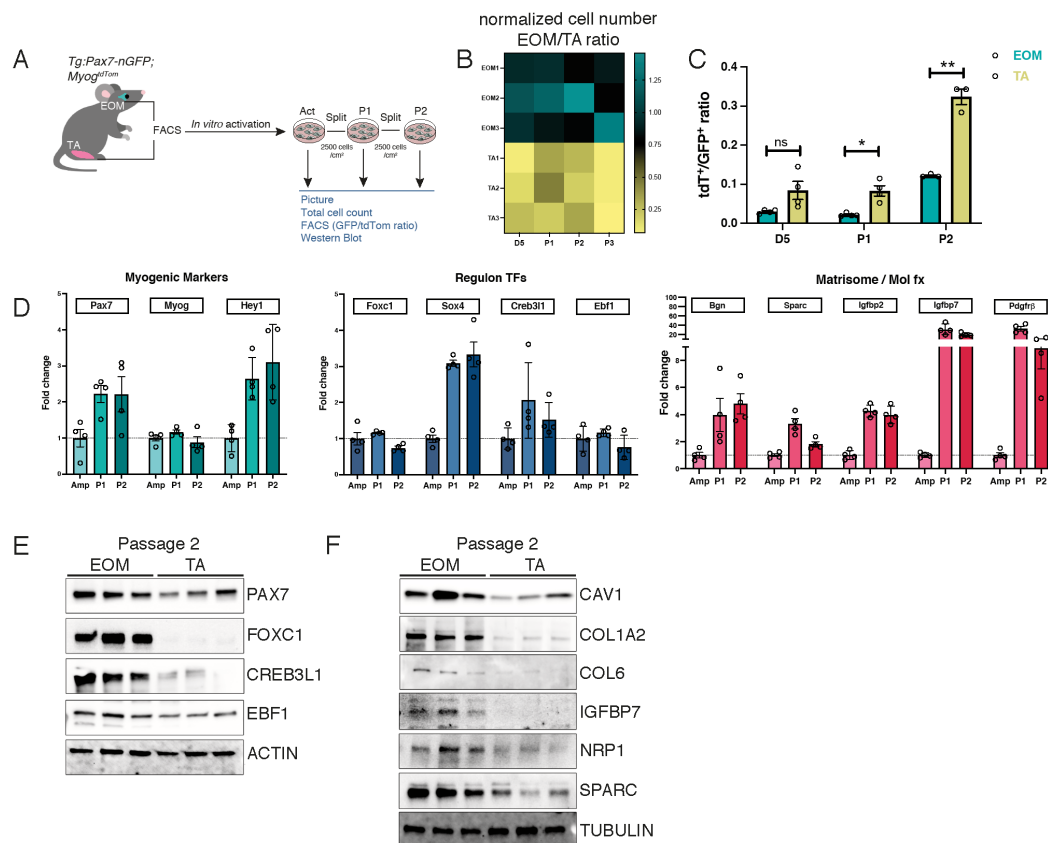 A
Tg:Pax7-nGFP;
Myog^tdTom
EOM
TA
FACS
In vitro activation
Act
Split
P1
Split
P2
2500 cells
/cm²
2500 cells
/cm²
Picture
Total cell count
FACS (GFP/tdTom ratio)
Western Blot
B
normalized cell number
EOM/TA ratio
EOM1
EOM2
EOM3
TA1
TA2
TA3
D5
P1
P2
P3
1.25
1.00
0.75
0.50
0.25
C
EOM
TA
tdT⁺/GFP⁺ ratio
0.4
0.3
0.2
0.1
0.0
ns
*
**
D5
P1
P2
D
Myogenic Markers
Pax7
Myog
Hey1
Fold change
5
4
3
2
1
0
Amp P1 P2
Amp P1 P2
Amp P1 P2
Regulon TFs
Foxc1
Sox4
Creb3l1
Ebf1
Fold change
5
4
3
2
1
0
Amp P1 P2
Amp P1 P2
Amp P1 P2
Amp P1 P2
Matrisome / Mol fx
Bgn
Sparc
Igfbp2
Igfbp7
Pdgfrβ
Fold change
100
80
60
40
20
8
6
4
2
0
Amp P1 P2
Amp P1 P2
Amp P1 P2
Amp P1 P2
Amp P1 P2
E
Passage 2
EOM
TA
PAX7
FOXC1
CREB3L1
EBF1
ACTIN
F
Passage 2
EOM
TA
CAV1
COL1A2
COL6
IGFBP7
NRP1
SPARC
TUBULIN